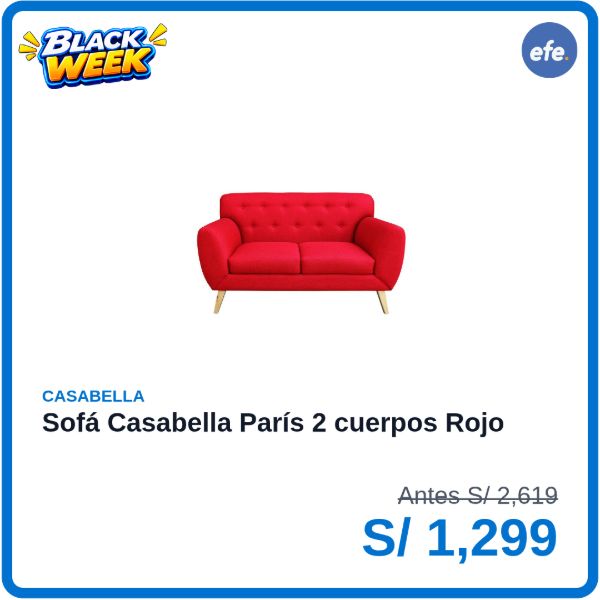 BLACK
WEEK
efe.
CASABELLA
Sofá Casabella París 2 cuerpos Rojo
Antes S/ 2,619
S/ 1,299